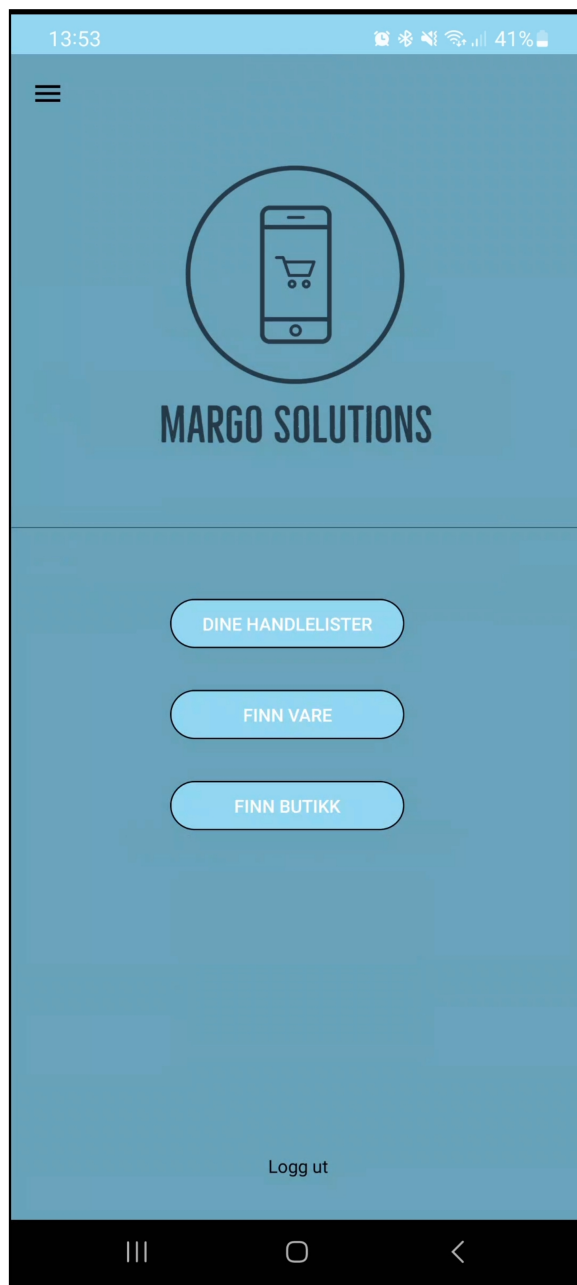 13:53
41%
MARGO SOLUTIONS
DINE HANDLELISTER
FINN VARE
FINN BUTIKK
Logg ut